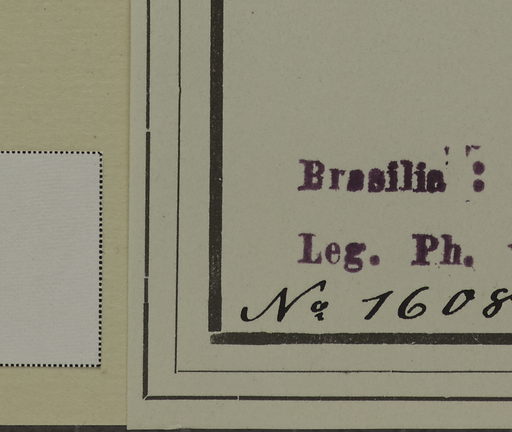 Brasilia :
Leg. Ph.
No 1608